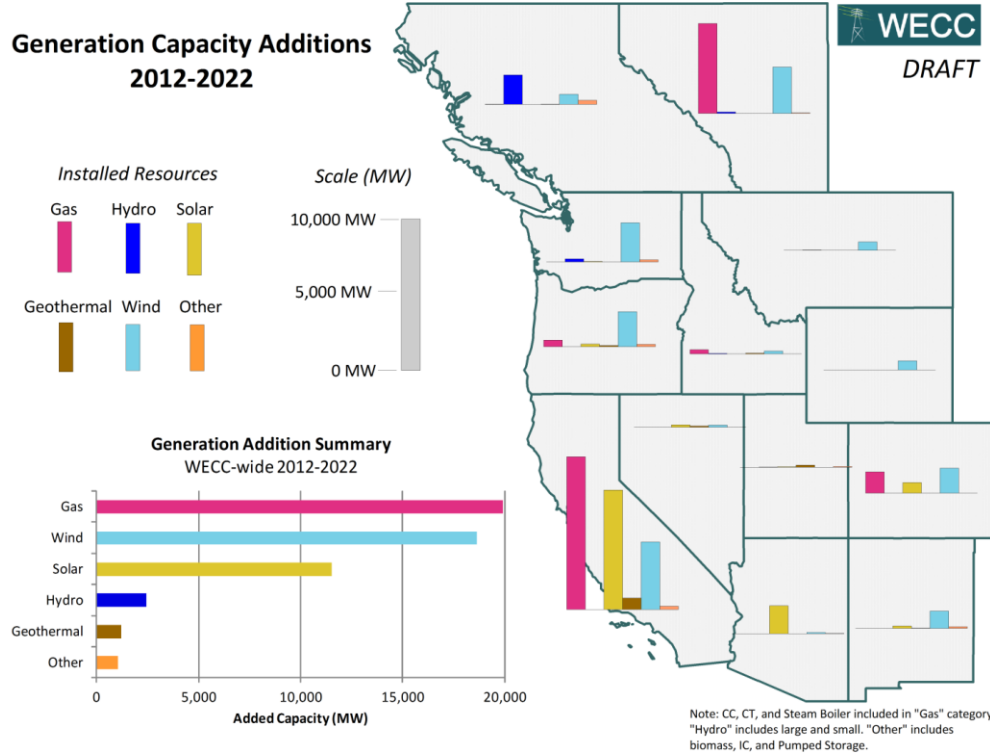 Generation Capacity Additions
2012-2022
WECC
DRAFT
Installed Resources
Gas Hydro Solar
Geothermal Wind Other
Scale (MW)
10,000 MW
5,000 MW
0 MW
Generation Addition Summary
WECC-wide 2012-2022
Gas
Wind
Solar
Hydro
Geothermal
Other
0 5,000 10,000 15,000 20,000
Added Capacity (MW)
Note: CC, CT, and Steam Boiler included in "Gas" category
"Hydro" includes large and small. "Other" includes
biomass, IC, and Pumped Storage.